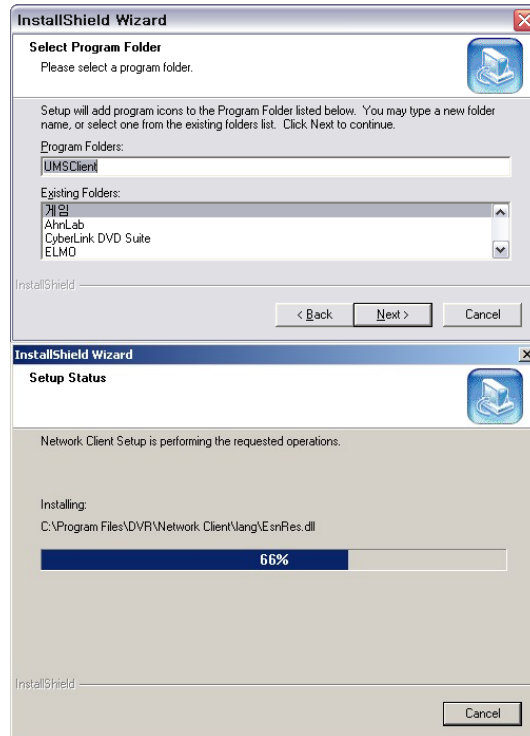 InstallShield Wizard
Select Program Folder
Please select a program folder.
Setup will add program icons to the Program Folder listed below. You may type a new folder
name, or select one from the existing folders list. Click Next to continue.
Program Folders:
UMSClient
Existing Folders:
게임
AhnLab
CyberLink DVD Suite
ELMO
InstallShield
< Back
Next >
Cancel
InstallShield Wizard
Setup Status
Network Client Setup is performing the requested operations.
Installing:
C:\Program Files\DVR\Network Client\lang\EsnRes.dll
66%
InstallShield
Cancel